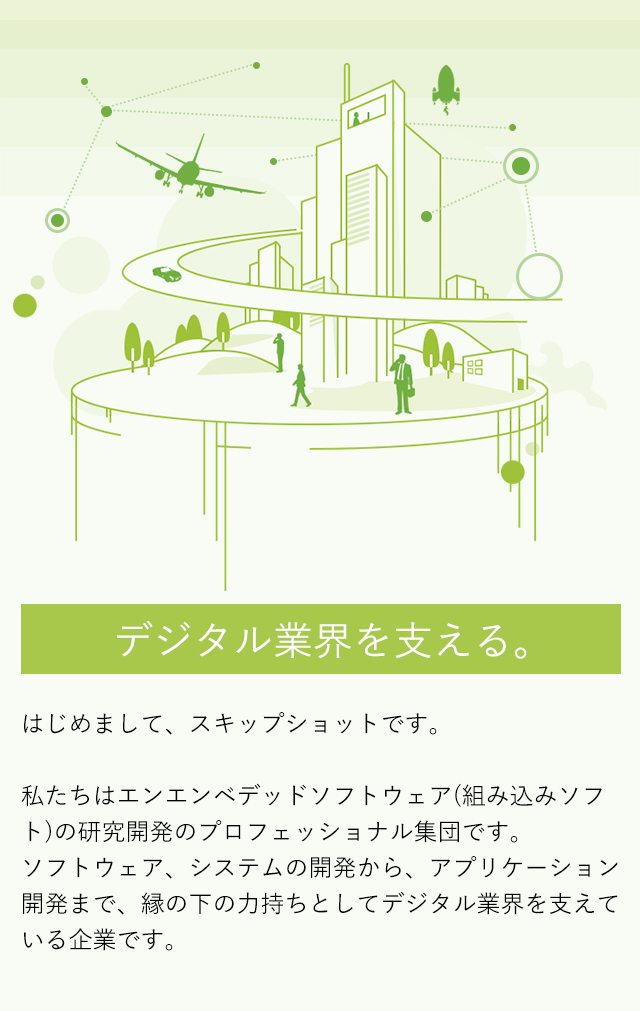 デジタル業界を支える。
はじめまして、スキップショットです。
私たちはエンエンベデッドソフトウェア(組み込みソフ
ト)の研究開発のプロフェッショナル集団です。
ソフトウェア、システムの開発から、アプリケーション
開発まで、縁の下の力持ちとしてデジタル業界を支えて
いる企業です。